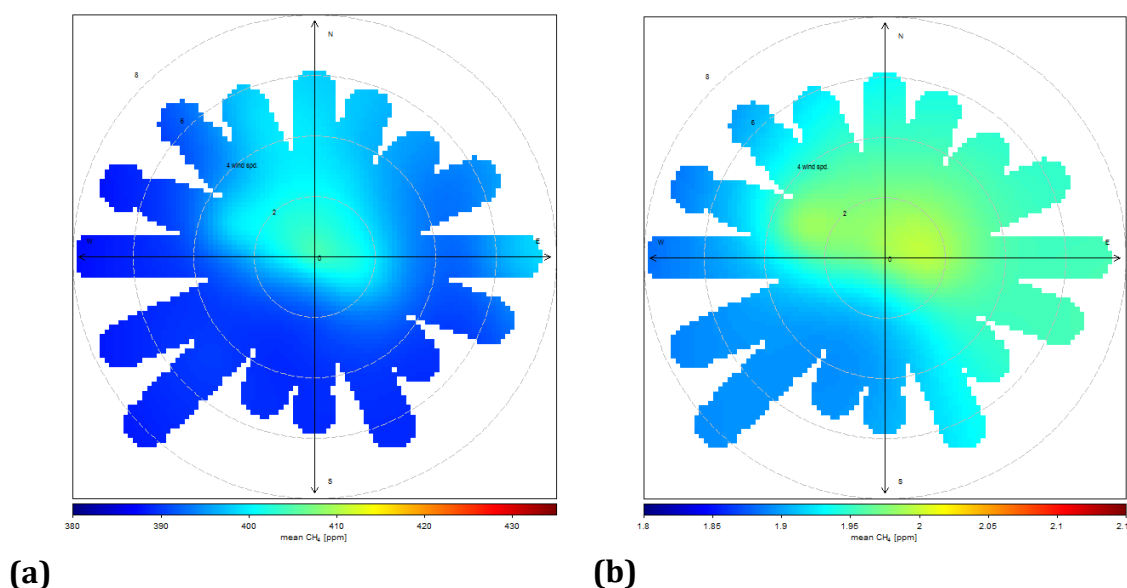 N
8
6
4 wind spd.
2
W
0
E
S
380 390 400 410 420 430
mean CH₄ [ppm]
(a)
N
8
6
4 wind spd.
2
W
0
E
S
1.8 1.85 1.9 1.95 2 2.05 2.1 2.1
mean CH₄ [ppm]
(b)